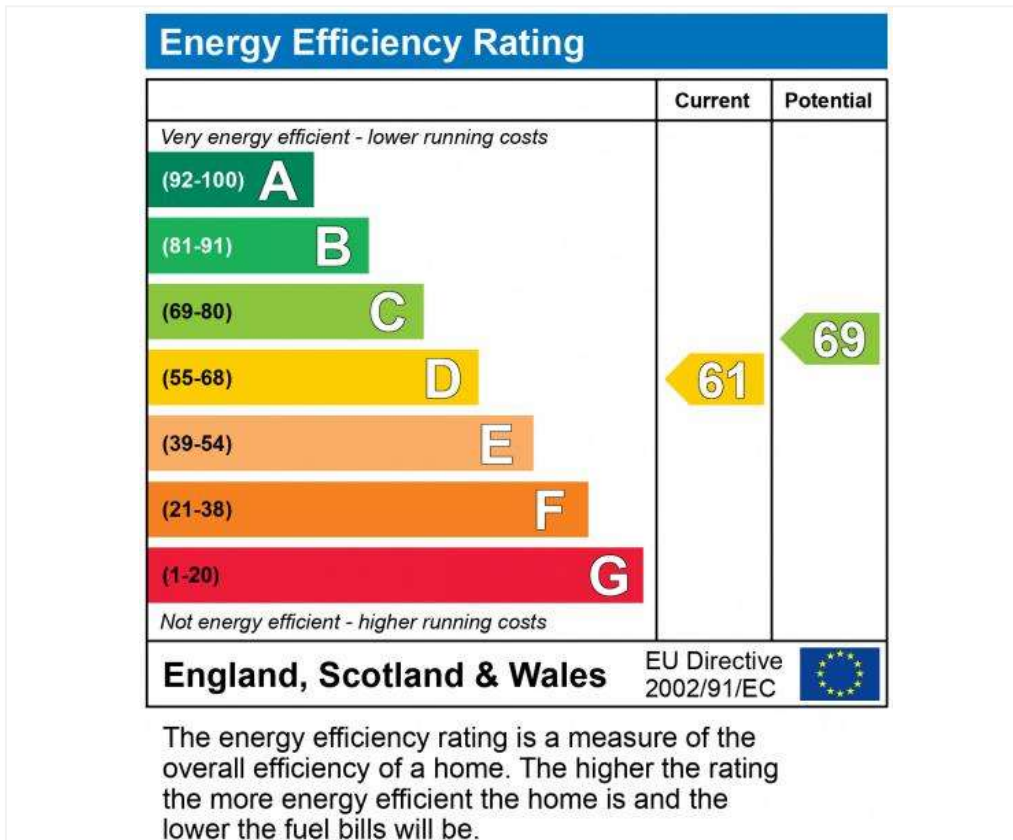 Energy Efficiency Rating
Current Potential
Very energy efficient - lower running costs
(92-100) A
(81-91) B
(69-80) C
(55-68) D
(39-54) E
(21-38) F
(1-20) G
61
69
Not energy efficient - higher running costs
England, Scotland & Wales
EU Directive
2002/91/EC
The energy efficiency rating is a measure of the
overall efficiency of a home. The higher the rating
the more energy efficient the home is and the
lower the fuel bills will be.